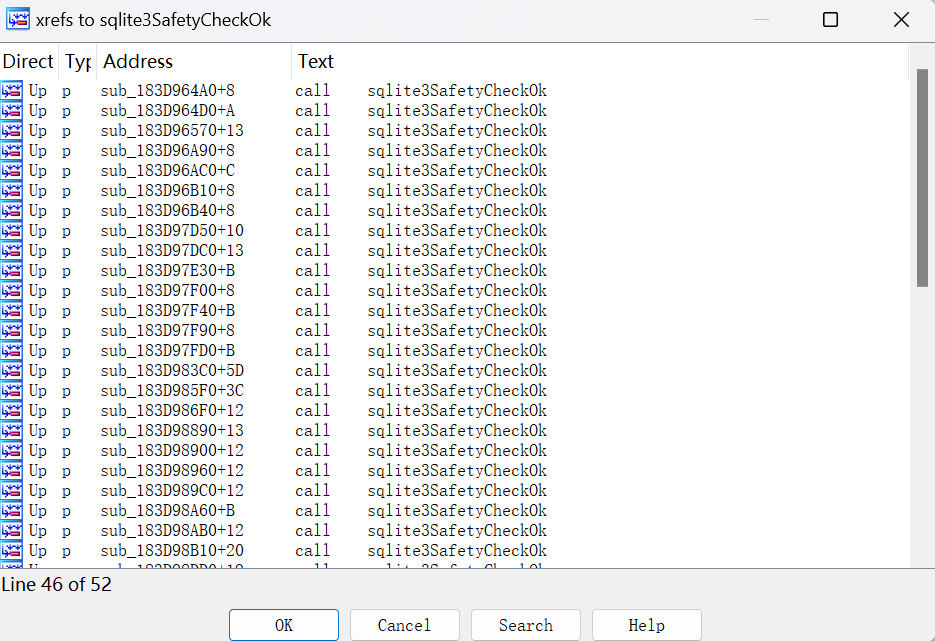 xrefs to sqlite3SafetyCheckOk
Direct Typ Address Text
Up p sub_183D964A0+8 call sqlite3SafetyCheckOk
Up p sub_183D964D0+A call sqlite3SafetyCheckOk
Up p sub_183D96570+13 call sqlite3SafetyCheckOk
Up p sub_183D96A90+8 call sqlite3SafetyCheckOk
Up p sub_183D96AC0+C call sqlite3SafetyCheckOk
Up p sub_183D96B10+8 call sqlite3SafetyCheckOk
Up p sub_183D96B40+8 call sqlite3SafetyCheckOk
Up p sub_183D97D50+10 call sqlite3SafetyCheckOk
Up p sub_183D97DC0+13 call sqlite3SafetyCheckOk
Up p sub_183D97E30+B call sqlite3SafetyCheckOk
Up p sub_183D97F00+8 call sqlite3SafetyCheckOk
Up p sub_183D97F40+B call sqlite3SafetyCheckOk
Up p sub_183D97F90+8 call sqlite3SafetyCheckOk
Up p sub_183D97FD0+B call sqlite3SafetyCheckOk
Up p sub_183D983C0+5D call sqlite3SafetyCheckOk
Up p sub_183D985F0+3C call sqlite3SafetyCheckOk
Up p sub_183D986F0+12 call sqlite3SafetyCheckOk
Up p sub_183D98890+13 call sqlite3SafetyCheckOk
Up p sub_183D98900+12 call sqlite3SafetyCheckOk
Up p sub_183D98960+12 call sqlite3SafetyCheckOk
Up p sub_183D989C0+12 call sqlite3SafetyCheckOk
Up p sub_183D98A60+B call sqlite3SafetyCheckOk
Up p sub_183D98AB0+12 call sqlite3SafetyCheckOk
Up p sub_183D98B10+20 call sqlite3SafetyCheckOk
Line 46 of 52
OK Cancel Search Help